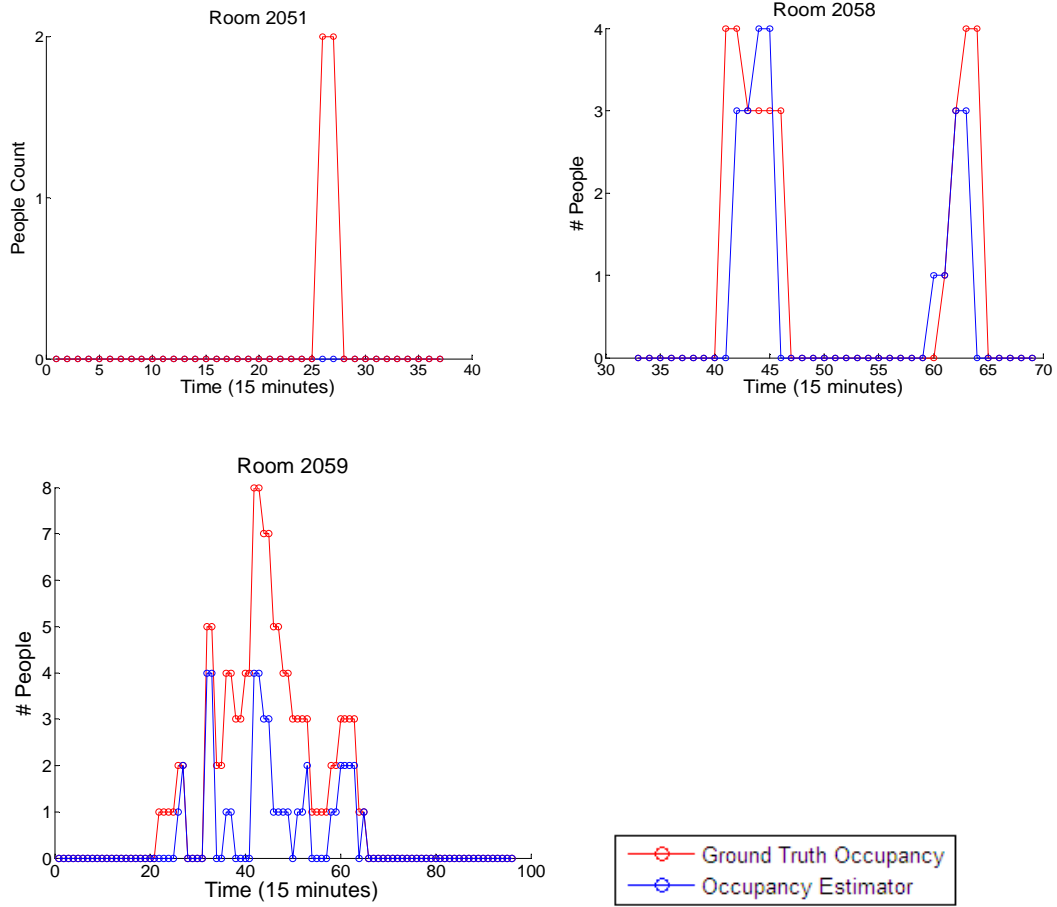 Room 2051
People Count
2
1
0
0 5 10 15 20 25 30 35 40
Time (15 minutes)
Room 2058
# People
4
3
2
1
0
30 35 40 45 50 55 60 65 70
Time (15 minutes)
Room 2059
# People
8
7
6
5
4
3
2
1
0
0 20 40 60 80 100
Time (15 minutes)
Ground Truth Occupancy
Occupancy Estimator